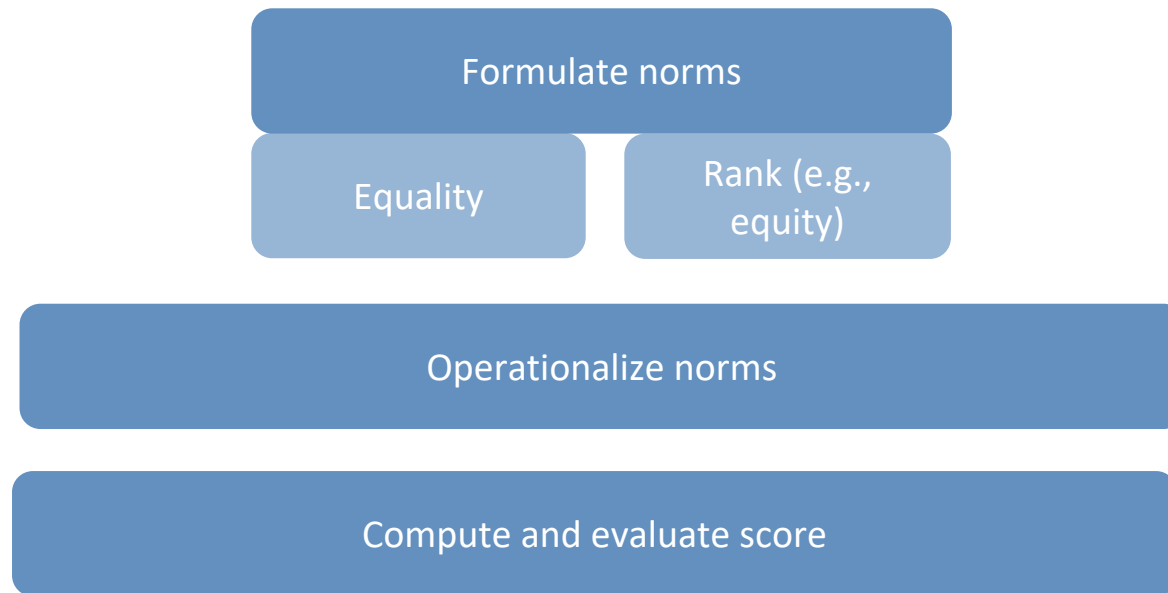 Formulate norms
Equality
Rank (e.g.,
equity)
Operationalize norms
Compute and evaluate score